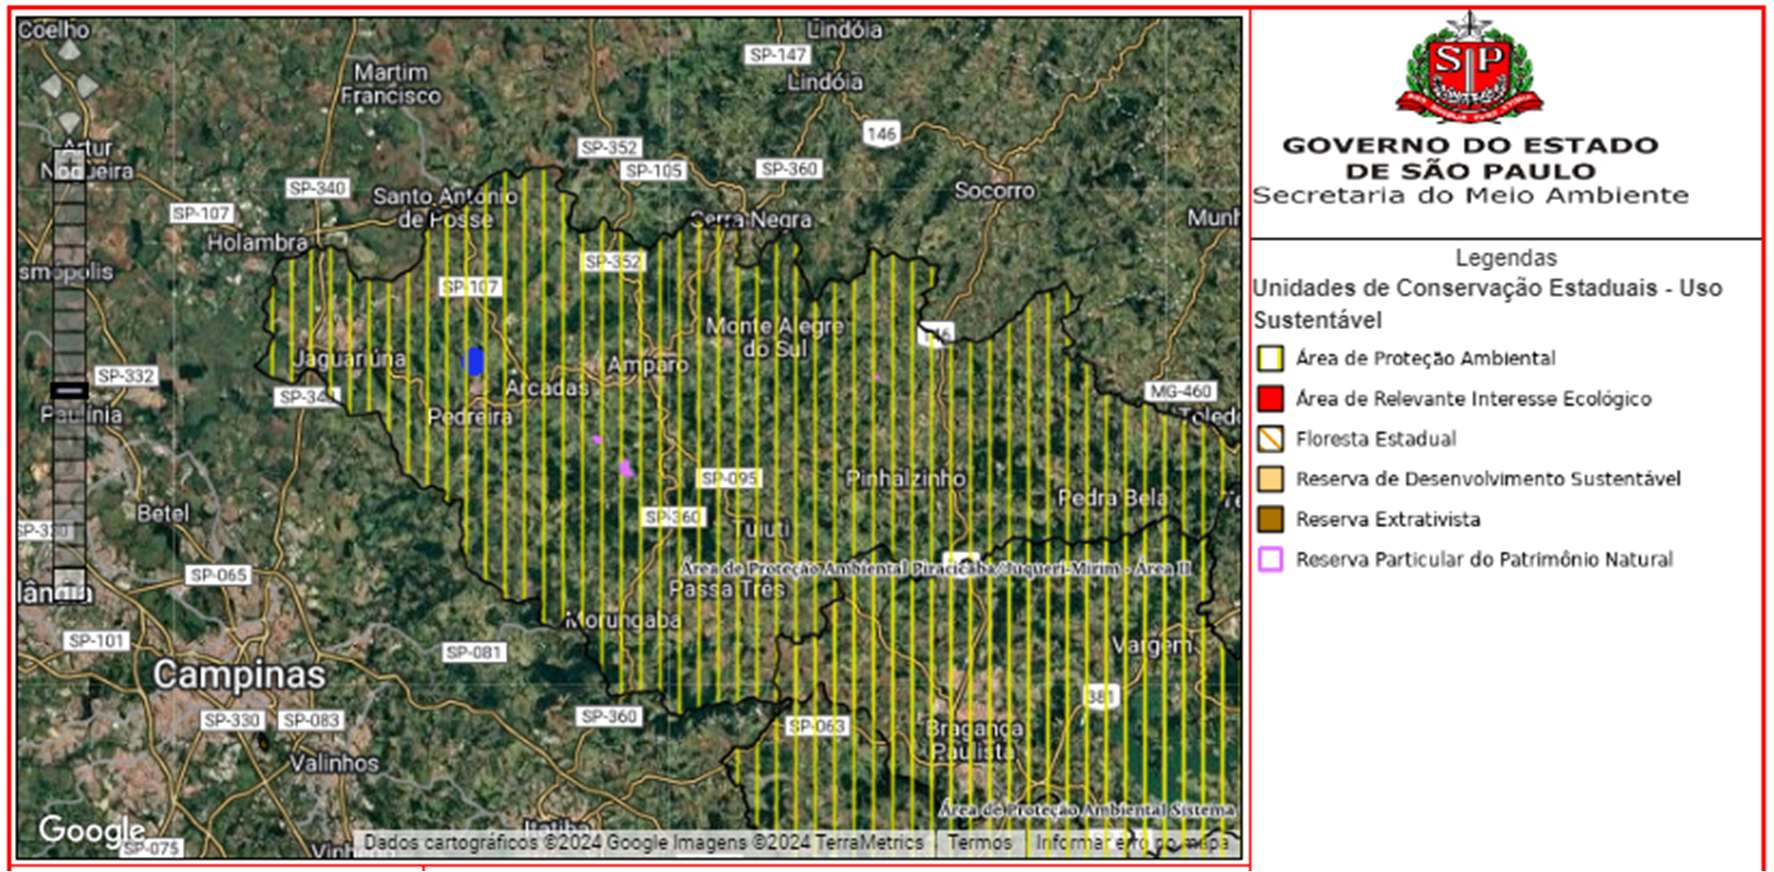 Coelho
Lindóia
SP-147
Martim
Francisco
Lindóia
146
Artur
Nogueira
SP-352
SP-105
SP-360
SP-340
Santo Antônio
de Posse
Socorro
SP-107
Serra Negra
Munh
Holambra
smópolis
SP-352
SP-107
Monte Alegre
do Sul
146
Jaguariúna
Amparo
SP-332
Arcadas
SP-340
MG-460
Paulínia
Pedreira
Toledo
SP-095
Pinhalzinho
Pedra Bela
Te
Betel
SP-360
Tuiuti
SP-330
Área de Proteção Ambiental Piracicaba/Juqueri-Mirim - Área II
SP-065
Passa Três
lândia
Morungaba
SP-101
Vargem
SP-081
Campinas
381
SP-330
SP-083
SP-360
SP-063
Bragança
Paulista
Valinhos
Área de Proteção Ambiental Sistema
Google
Itatiba
Dados cartográficos ©2024 Google Imagens ©2024 TerraMetrics
Termos
Informar erro no mapa
SP-075
Vinh
S P
GOVERNO DO ESTADO
DE SÃO PAULO
Secretaria do Meio Ambiente
Legendas
Unidades de Conservação Estaduais - Uso
Sustentável
Área de Proteção Ambiental
Área de Relevante Interesse Ecológico
Floresta Estadual
Reserva de Desenvolvimento Sustentável
Reserva Extrativista
Reserva Particular do Patrimônio Natural